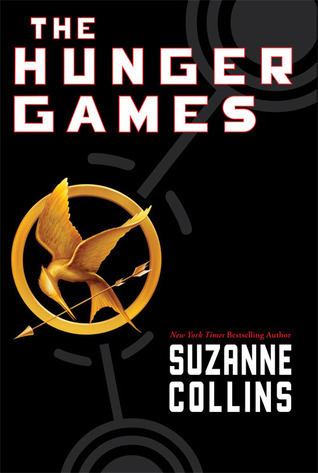 THE
HUNGER
GAMES
New York Times Bestselling Author
SUZANNE
COLLINS